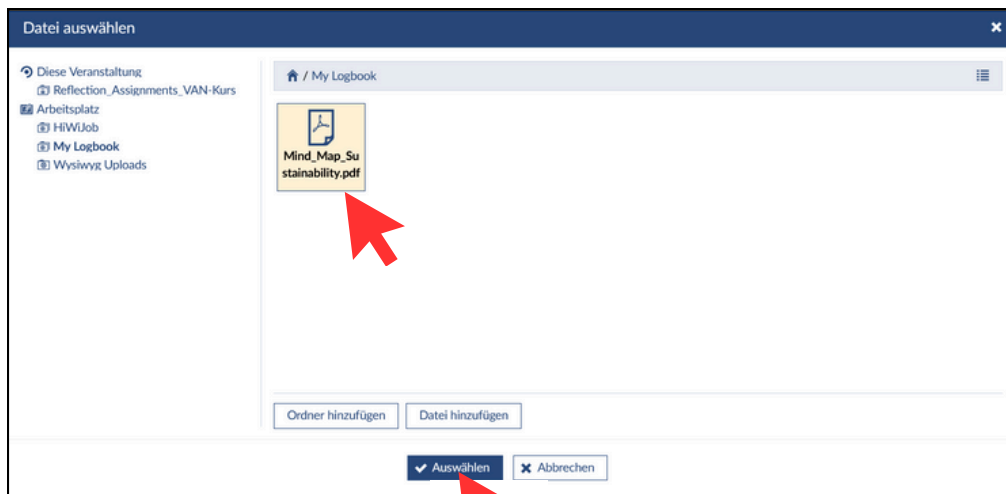 Datei auswählen
Diese Veranstaltung
Reflection_Assignments_VAN-Kurs
Arbeitsplatz
HiWiJob
My Logbook
Wysiwyg Uploads
/ My Logbook
Mind_Map_Su
stainability.pdf
Ordner hinzufügen
Datei hinzufügen
Auswählen
Abbrechen